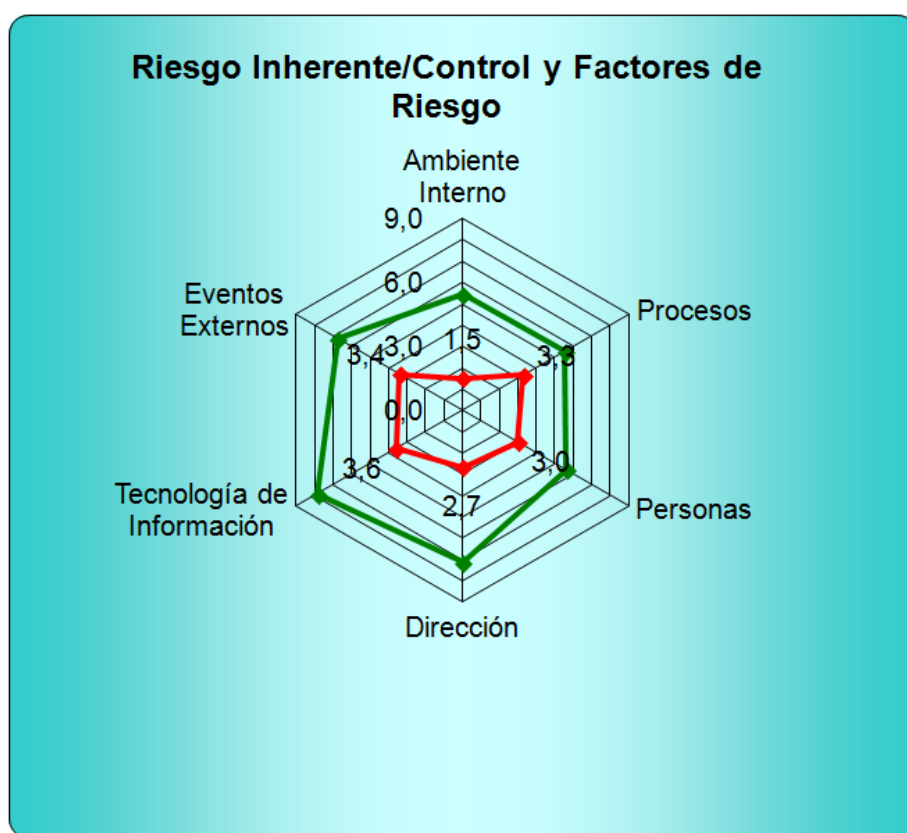 Riesgo Inherente/Control y Factores de
Riesgo
Ambiente
Interno
9,0
Eventos
Externos
6,0
Procesos
1,5
3,4
3,0
3,3
0,0
3,6
3,0
Tecnología de
Información
2,7
Personas
Dirección